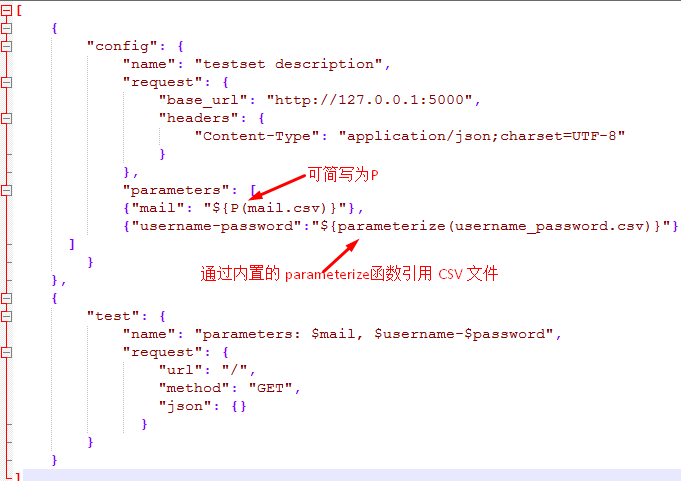 [
{
"config": {
"name": "testset description",
"request": {
"base_url": "http://127.0.0.1:5000",
"headers": {
"Content-Type": "application/json;charset=UTF-8"
}
},
可简写为P
"parameters": [
{"mail": "${P(mail.csv)}"},
{"username-password":"${parameterize(username_password.csv)}"}
]
}
通过内置的 parameterize函数引用 CSV 文件
},
{
"test": {
"name": "parameters: $mail, $username-$password",
"request": {
"url": "/",
"method": "GET",
"json": {}
}
}
}
]